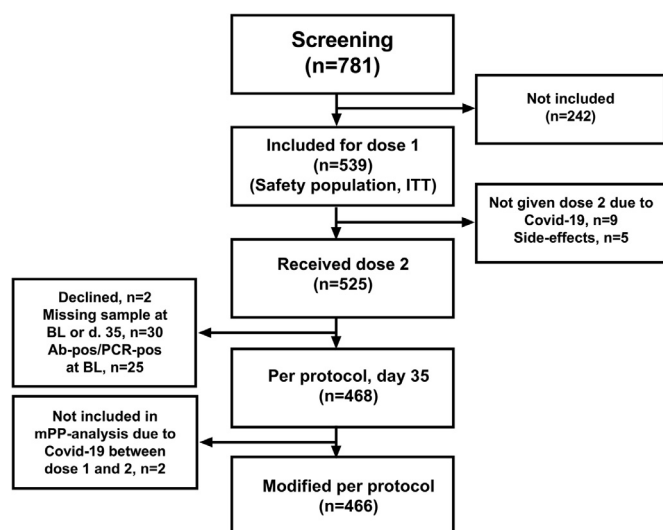 Screening
(n=781)
Not included
(n=242)
Included for dose 1
(n=539)
(Safety population, ITT)
Not given dose 2 due to
Covid-19, n=9
Side-effects, n=5
Received dose 2
(n=525)
Declined, n=2
Missing sample at
BL or d. 35, n=30
Ab-pos/PCR-pos
at BL, n=25
Per protocol, day 35
(n=468)
Not included in
mPP-analysis due to
Covid-19 between
dose 1 and 2, n=2
Modified per protocol
(n=466)